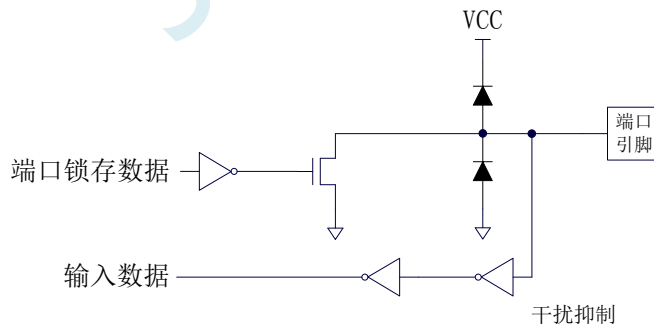 VCC
端口
引脚
端口锁存数据
输入数据
干扰抑制